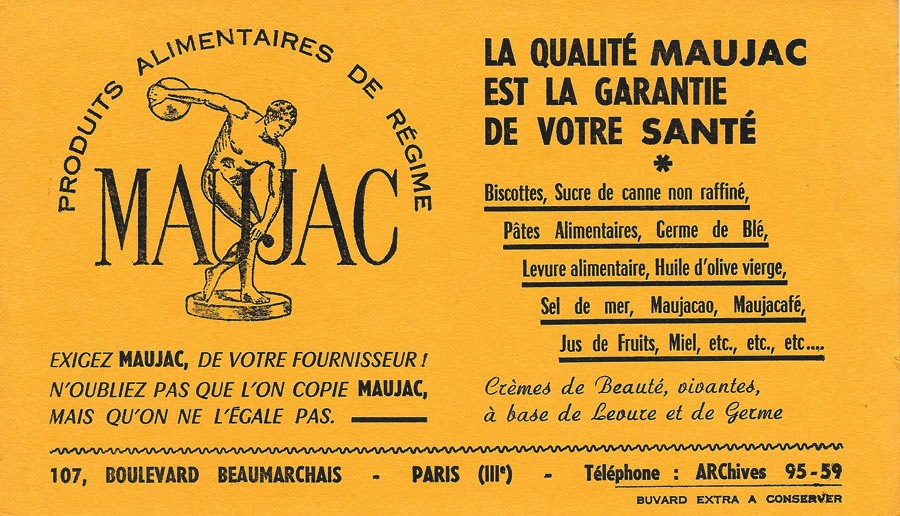 PRODUITS ALIMENTAIRES DE RÉGIME
MAUJAC
EXIGEZ MAUJAC, DE VOTRE FOURNISSEUR !
N'OUBLIEZ PAS QUE L'ON COPIE MAUJAC,
MAIS QU'ON NE L'ÉGALE PAS.
LA QUALITÉ MAUJAC
EST LA GARANTIE
DE VOTRE SANTÉ
*
Biscottes, Sucre de canne non raffiné,
Pâtes Alimentaires, Germe de Blé,
Levure alimentaire, Huile d'olive vierge,
Sel de mer, Maujacao, Maujacafé,
Jus de Fruits, Miel, etc., etc., etc....
Crèmes de Beauté, vivantes,
à base de Levure et de Germe
107, BOULEVARD BEAUMARCHAIS - PARIS (IIIe) - Téléphone : ARChives 95-59
BUVARD EXTRA A CONSERVER